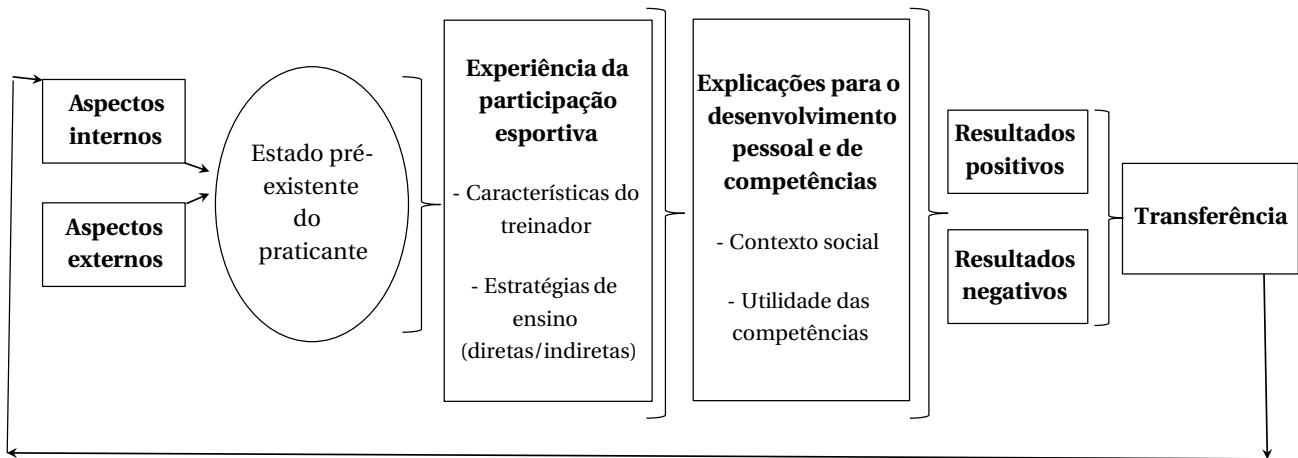 Aspectos
internos
Aspectos
externos
Estado pré-
existente
do
praticante
Experiência da
participação
esportiva
- Características do
treinador
- Estratégias de
ensino
(diretas/indiretas)
Explicações para o
desenvolvimento
pessoal e de
competências
- Contexto social
- Utilidade das
competências
Resultados
positivos
Resultados
negativos
Transferência